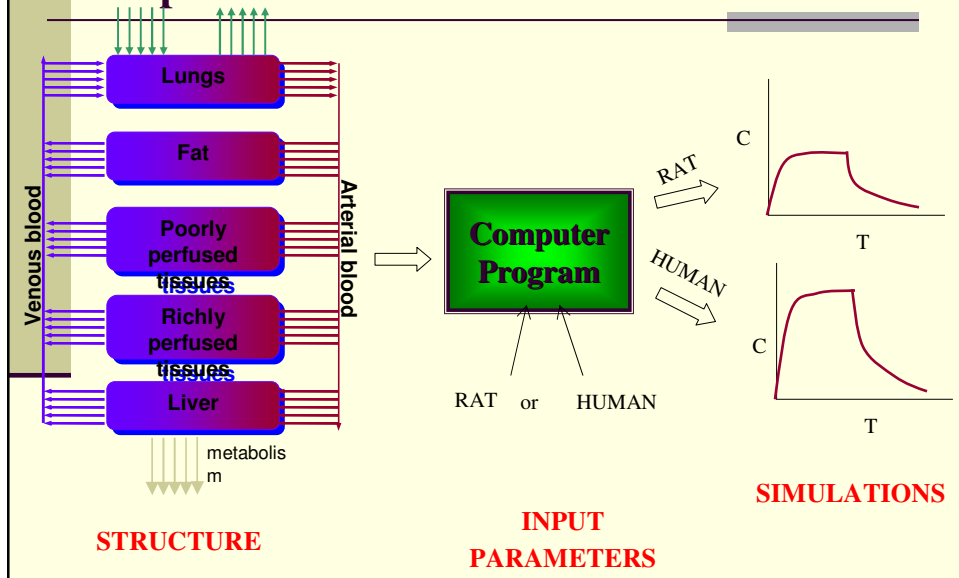 Lungs
Fat
Poorly
perfused
tissues
Richly
perfused
tissues
Liver
Venous blood
Arterial blood
metabolis
m
STRUCTURE
Computer
Program
RAT or HUMAN
INPUT
PARAMETERS
RAT
HUMAN
C
T
C
T
SIMULATIONS